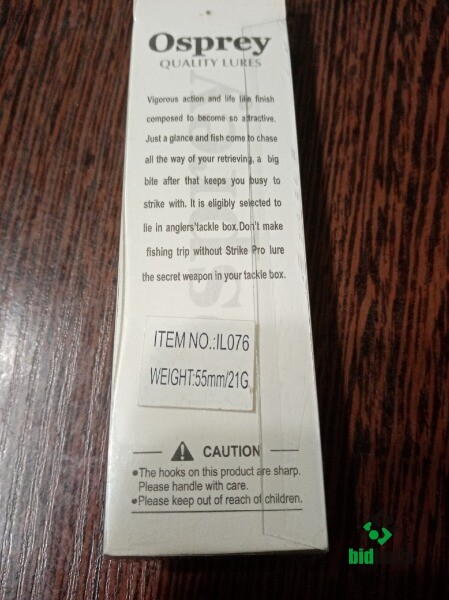 Osprey
QUALITY LURES
Vigorous action and life like finish
composed to become so attractive.
Just a glance and fish come to chase
all the way of your retrieving, a big
bite after that keeps you busy to
strike with. It is eligibly selected to
lie in anglers'tackle box.Don't make
fishing trip without Strike Pro lure
the secret weapon in your tackle box.
ITEM NO.:IL076
WEIGHT:55mm/21G
CAUTION
•The hooks on this product are sharp.
Please handle with care.
•Please keep out of reach of children.
bid